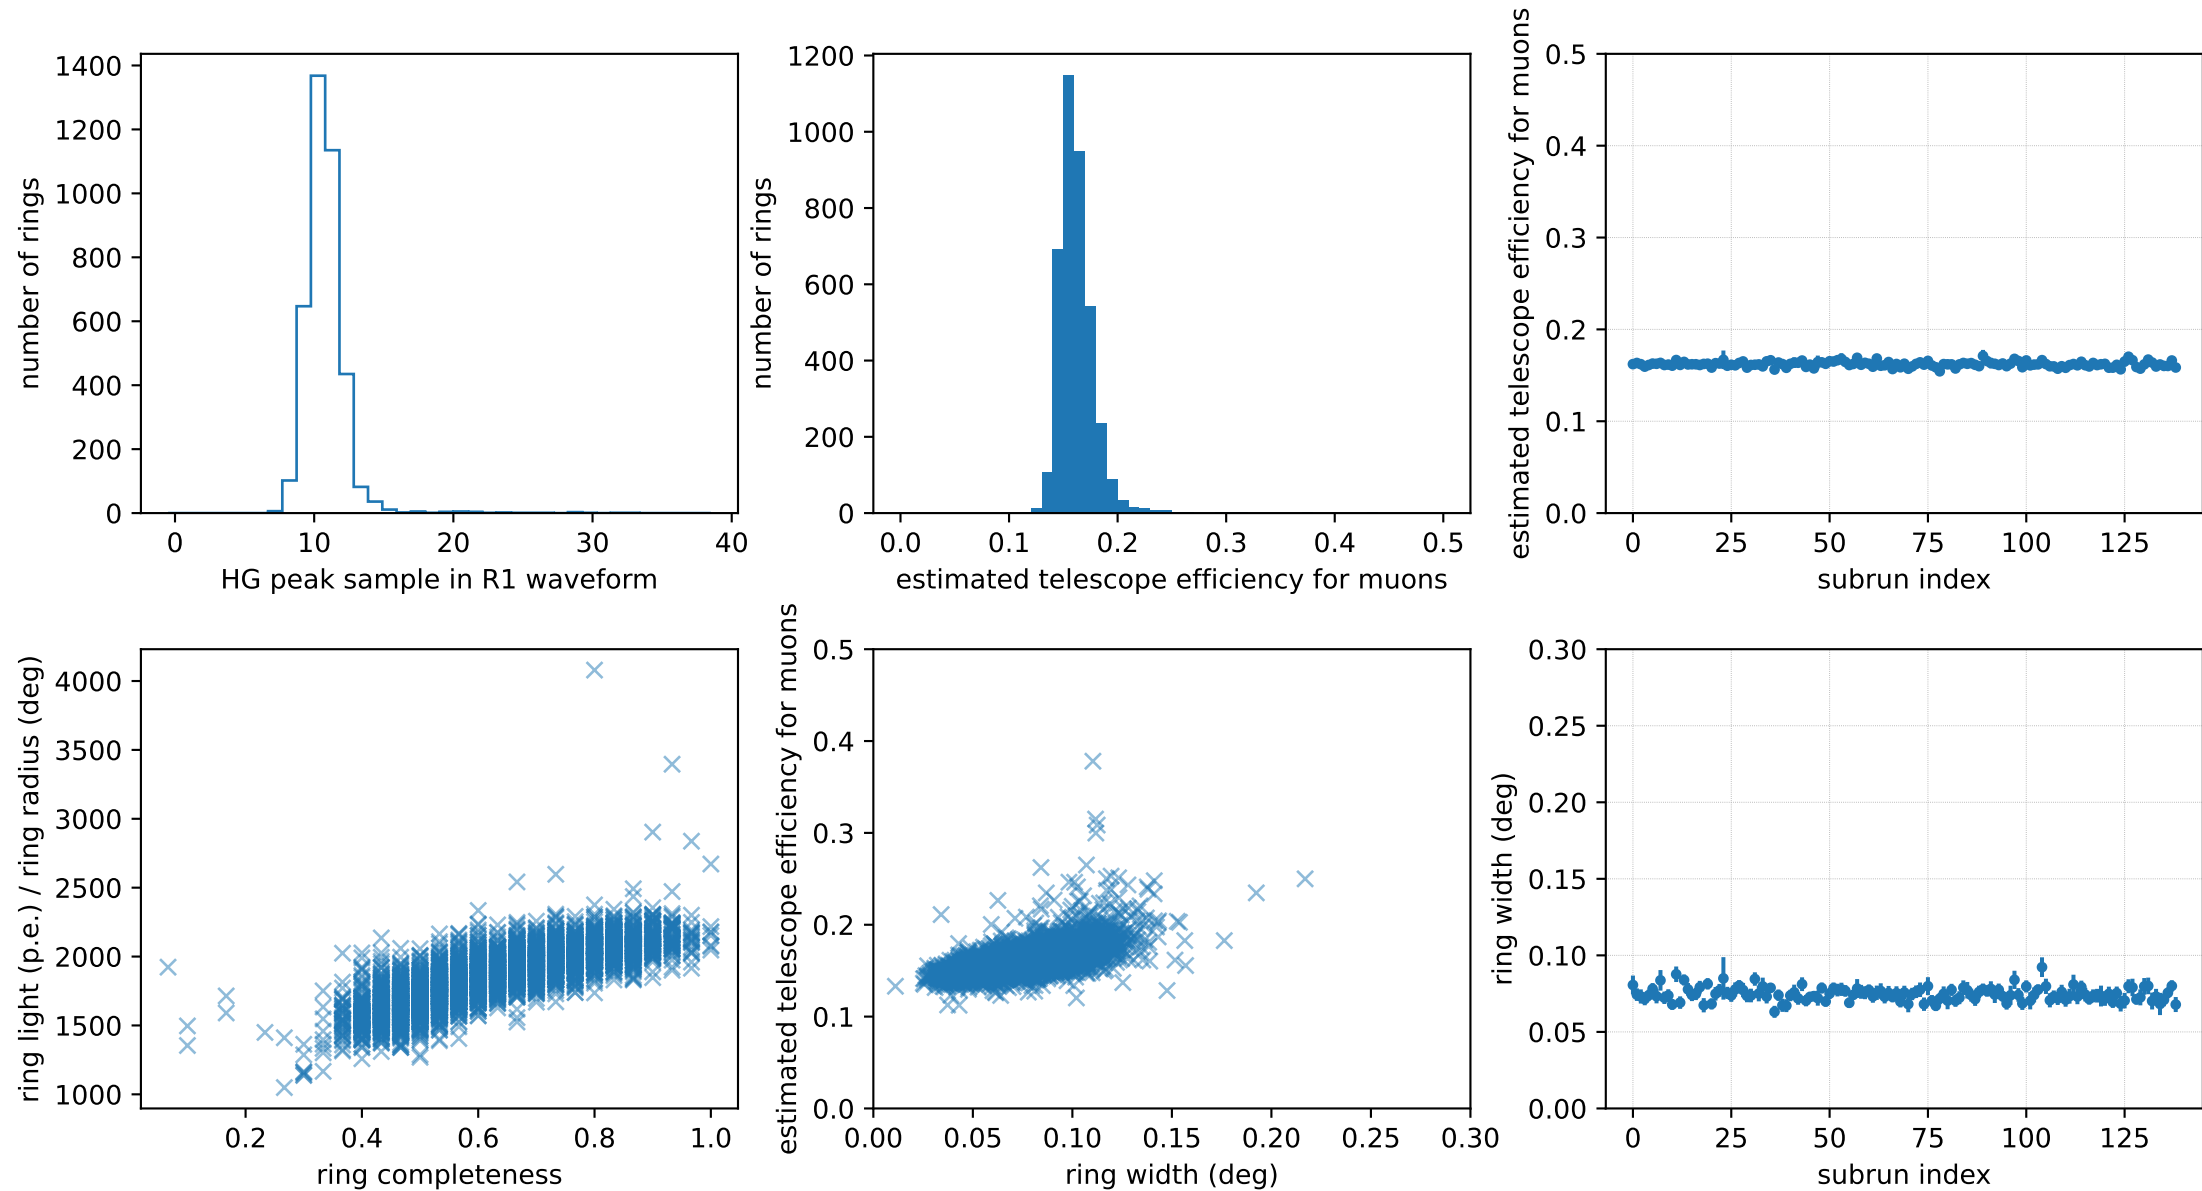 1400
1200
1000
800
600
400
200
0
number of rings
0 10 20 30 40
HG peak sample in R1 waveform
1200
1000
800
600
400
200
0
number of rings
0.0 0.1 0.2 0.3 0.4 0.5
estimated telescope efficiency for muons
0.5
0.4
0.3
0.2
0.1
0.0
estimated telescope efficiency for muons
0 25 50 75 100 125
subrun index
4000
3500
3000
2500
2000
1500
1000
ring light (p.e.) / ring radius (deg)
0.2 0.4 0.6 0.8 1.0
ring completeness
0.5
0.4
0.3
0.2
0.1
0.0
estimated telescope efficiency for muons
0.00 0.05 0.10 0.15 0.20 0.25 0.30
ring width (deg)
0.30
0.25
0.20
0.15
0.10
0.05
0.00
ring width (deg)
0 25 50 75 100 125
subrun index